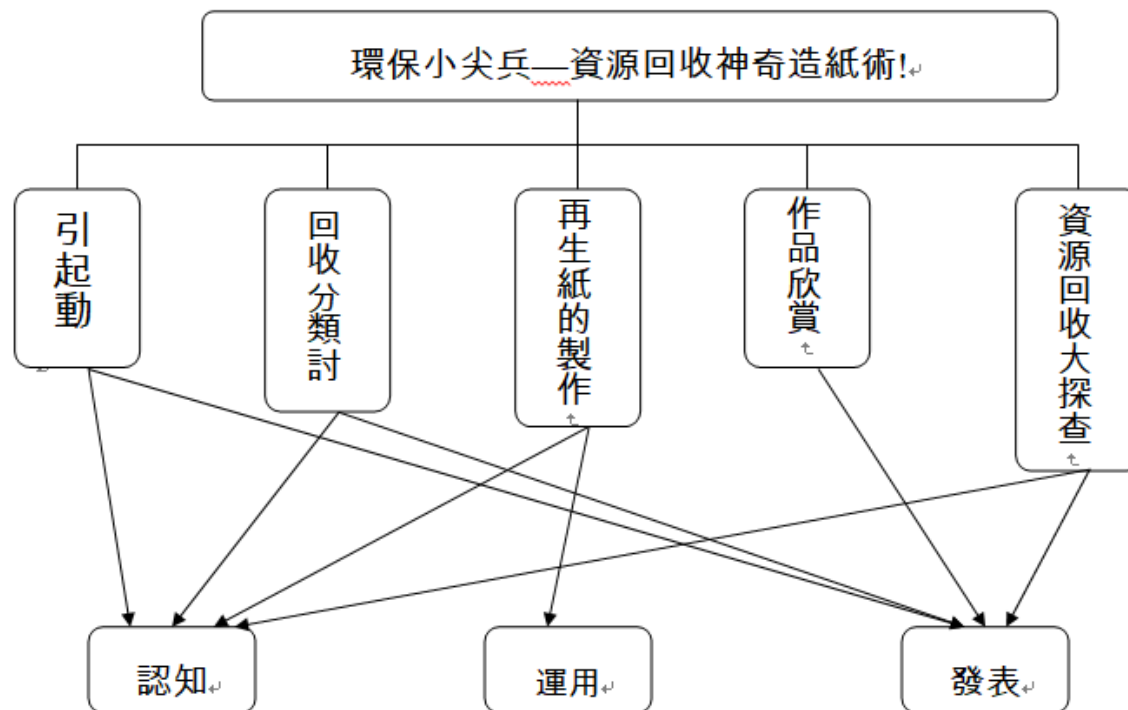 環保小尖兵—資源回收神奇造紙術!
引起動
回收分類討
再生紙的製作
作品欣賞
資源回收大探查
認知
運用
發表